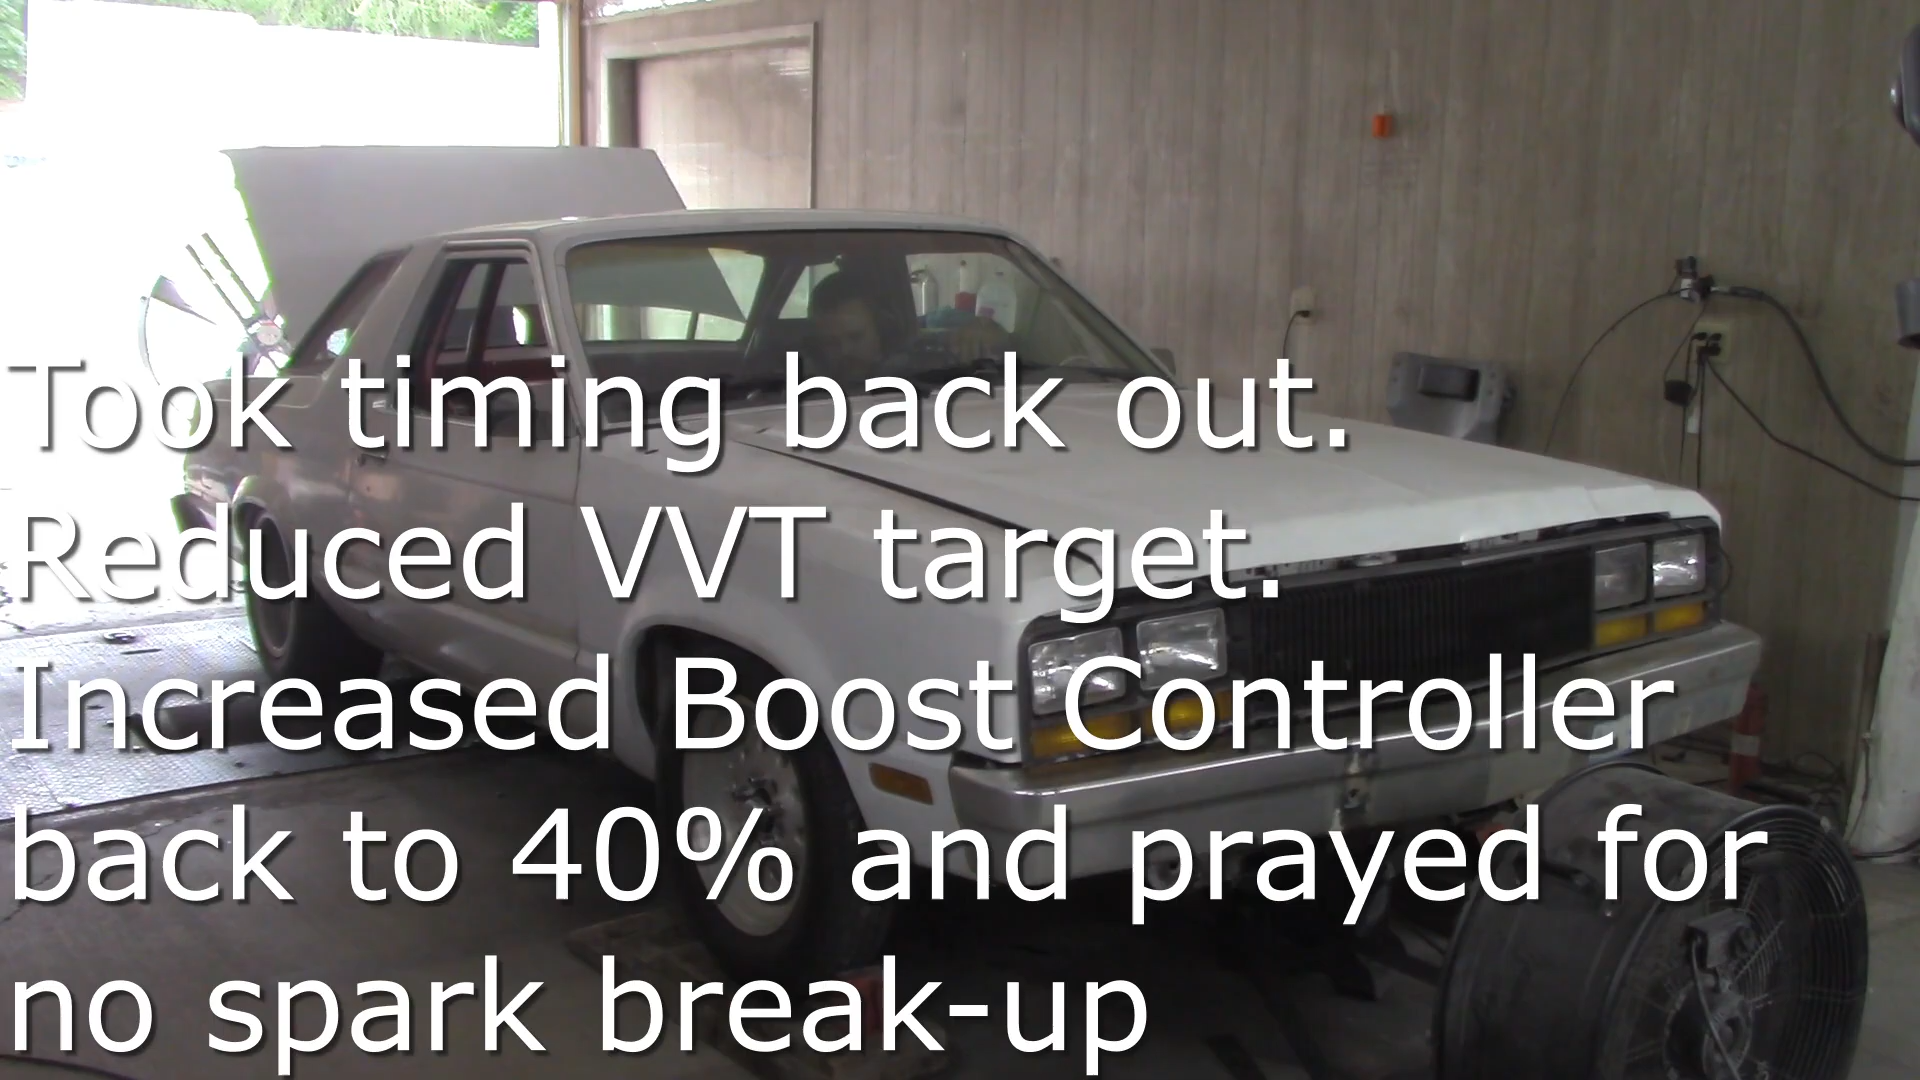 Took timing back out.
Reduced VVT target.
Increased Boost Controller
back to 40% and prayed for
no spark break-up